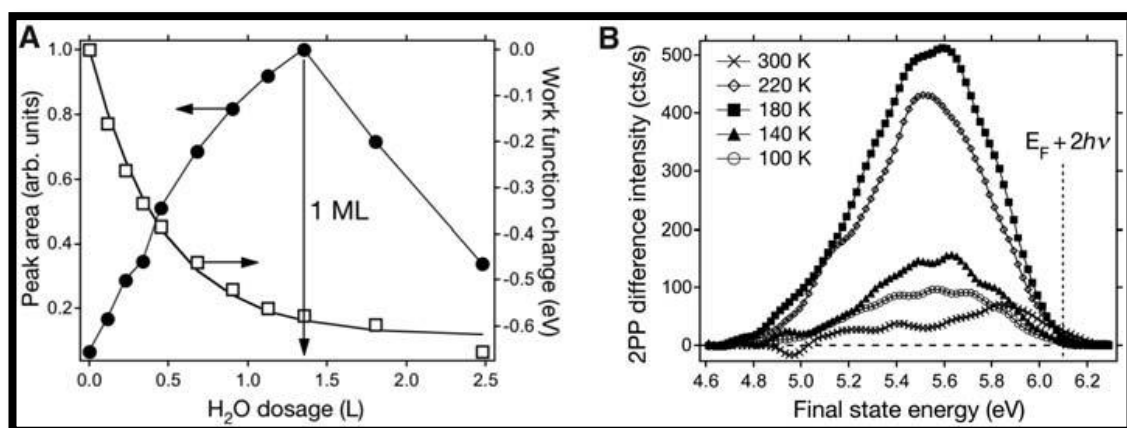 A
Peak area (arb. units)
1.0
0.8
0.6
0.4
0.2
0.0
-0.1
-0.2
-0.3
-0.4
-0.5
-0.6
Work function change (eV)
1 ML
0.0 0.5 1.0 1.5 2.0 2.5
H₂O dosage (L)
B
2PP difference intensity (cts/s)
500
400
300
200
100
0
300 K
220 K
180 K
140 K
100 K
E_F + 2hν
4.6 4.8 5.0 5.2 5.4 5.6 5.8 6.0 6.2
Final state energy (eV)